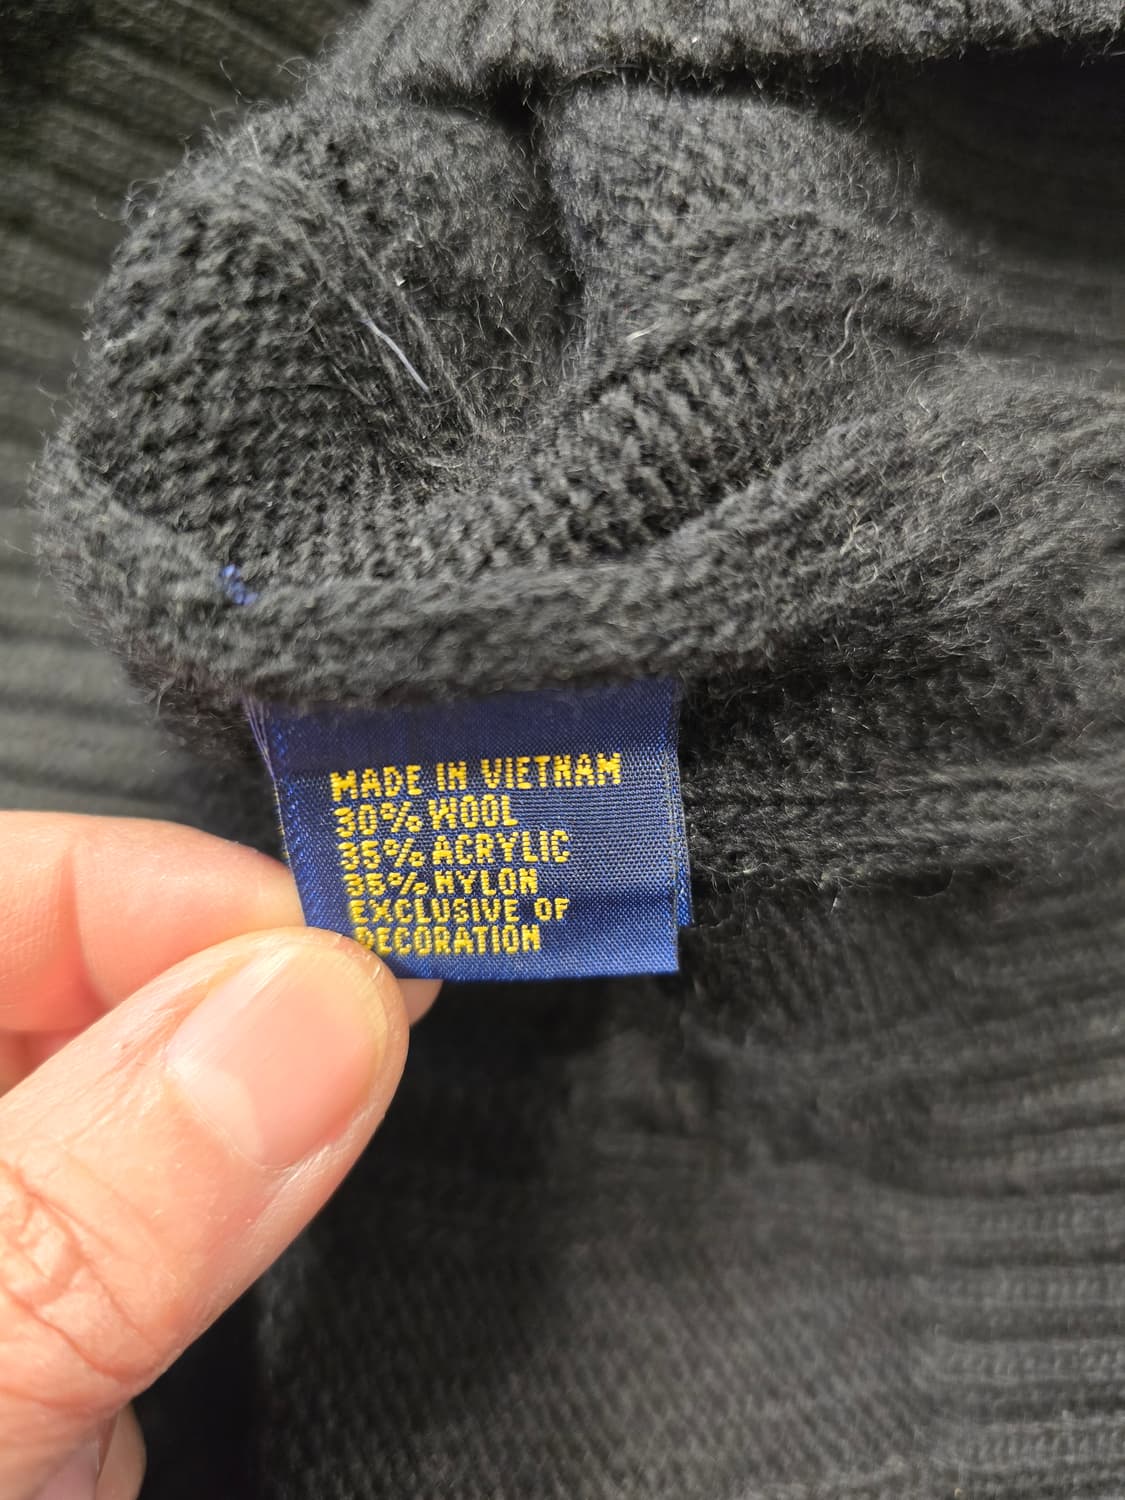 MADE IN VIETNAM
30% WOOL
35% ACRYLIC
35% NYLON
EXCLUSIVE OF
DECORATION